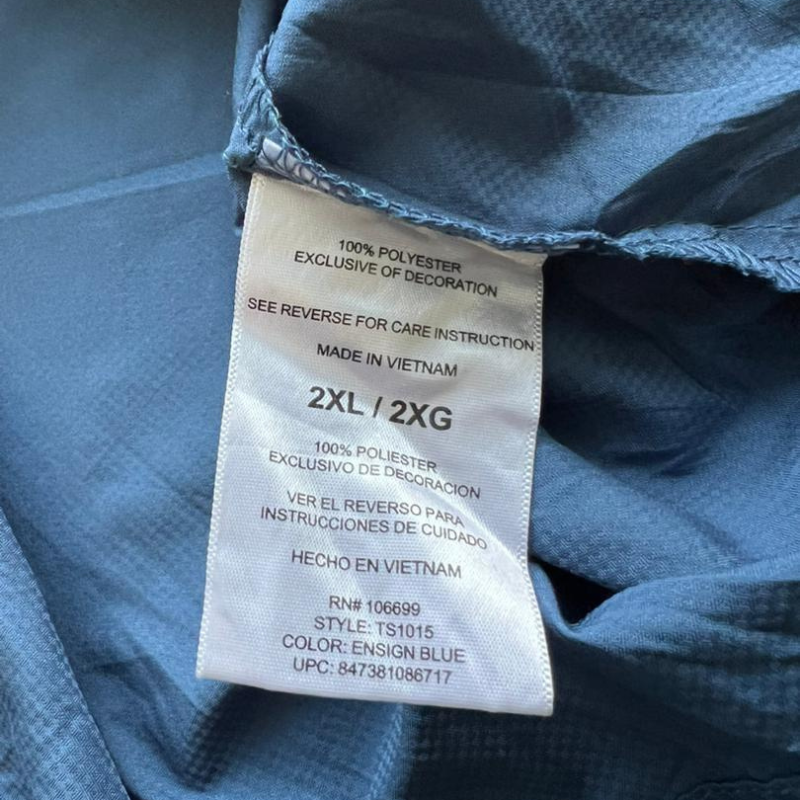 100% POLYESTER
EXCLUSIVE OF DECORATION
SEE REVERSE FOR CARE INSTRUCTION
MADE IN VIETNAM
2XL / 2XG
100% POLIESTER
EXCLUSIVO DE DECORACION
VER EL REVERSO PARA
INSTRUCCIONES DE CUIDADO
HECHO EN VIETNAM
RN# 106699
STYLE: TS1015
COLOR: ENSIGN BLUE
UPC: 847381086717